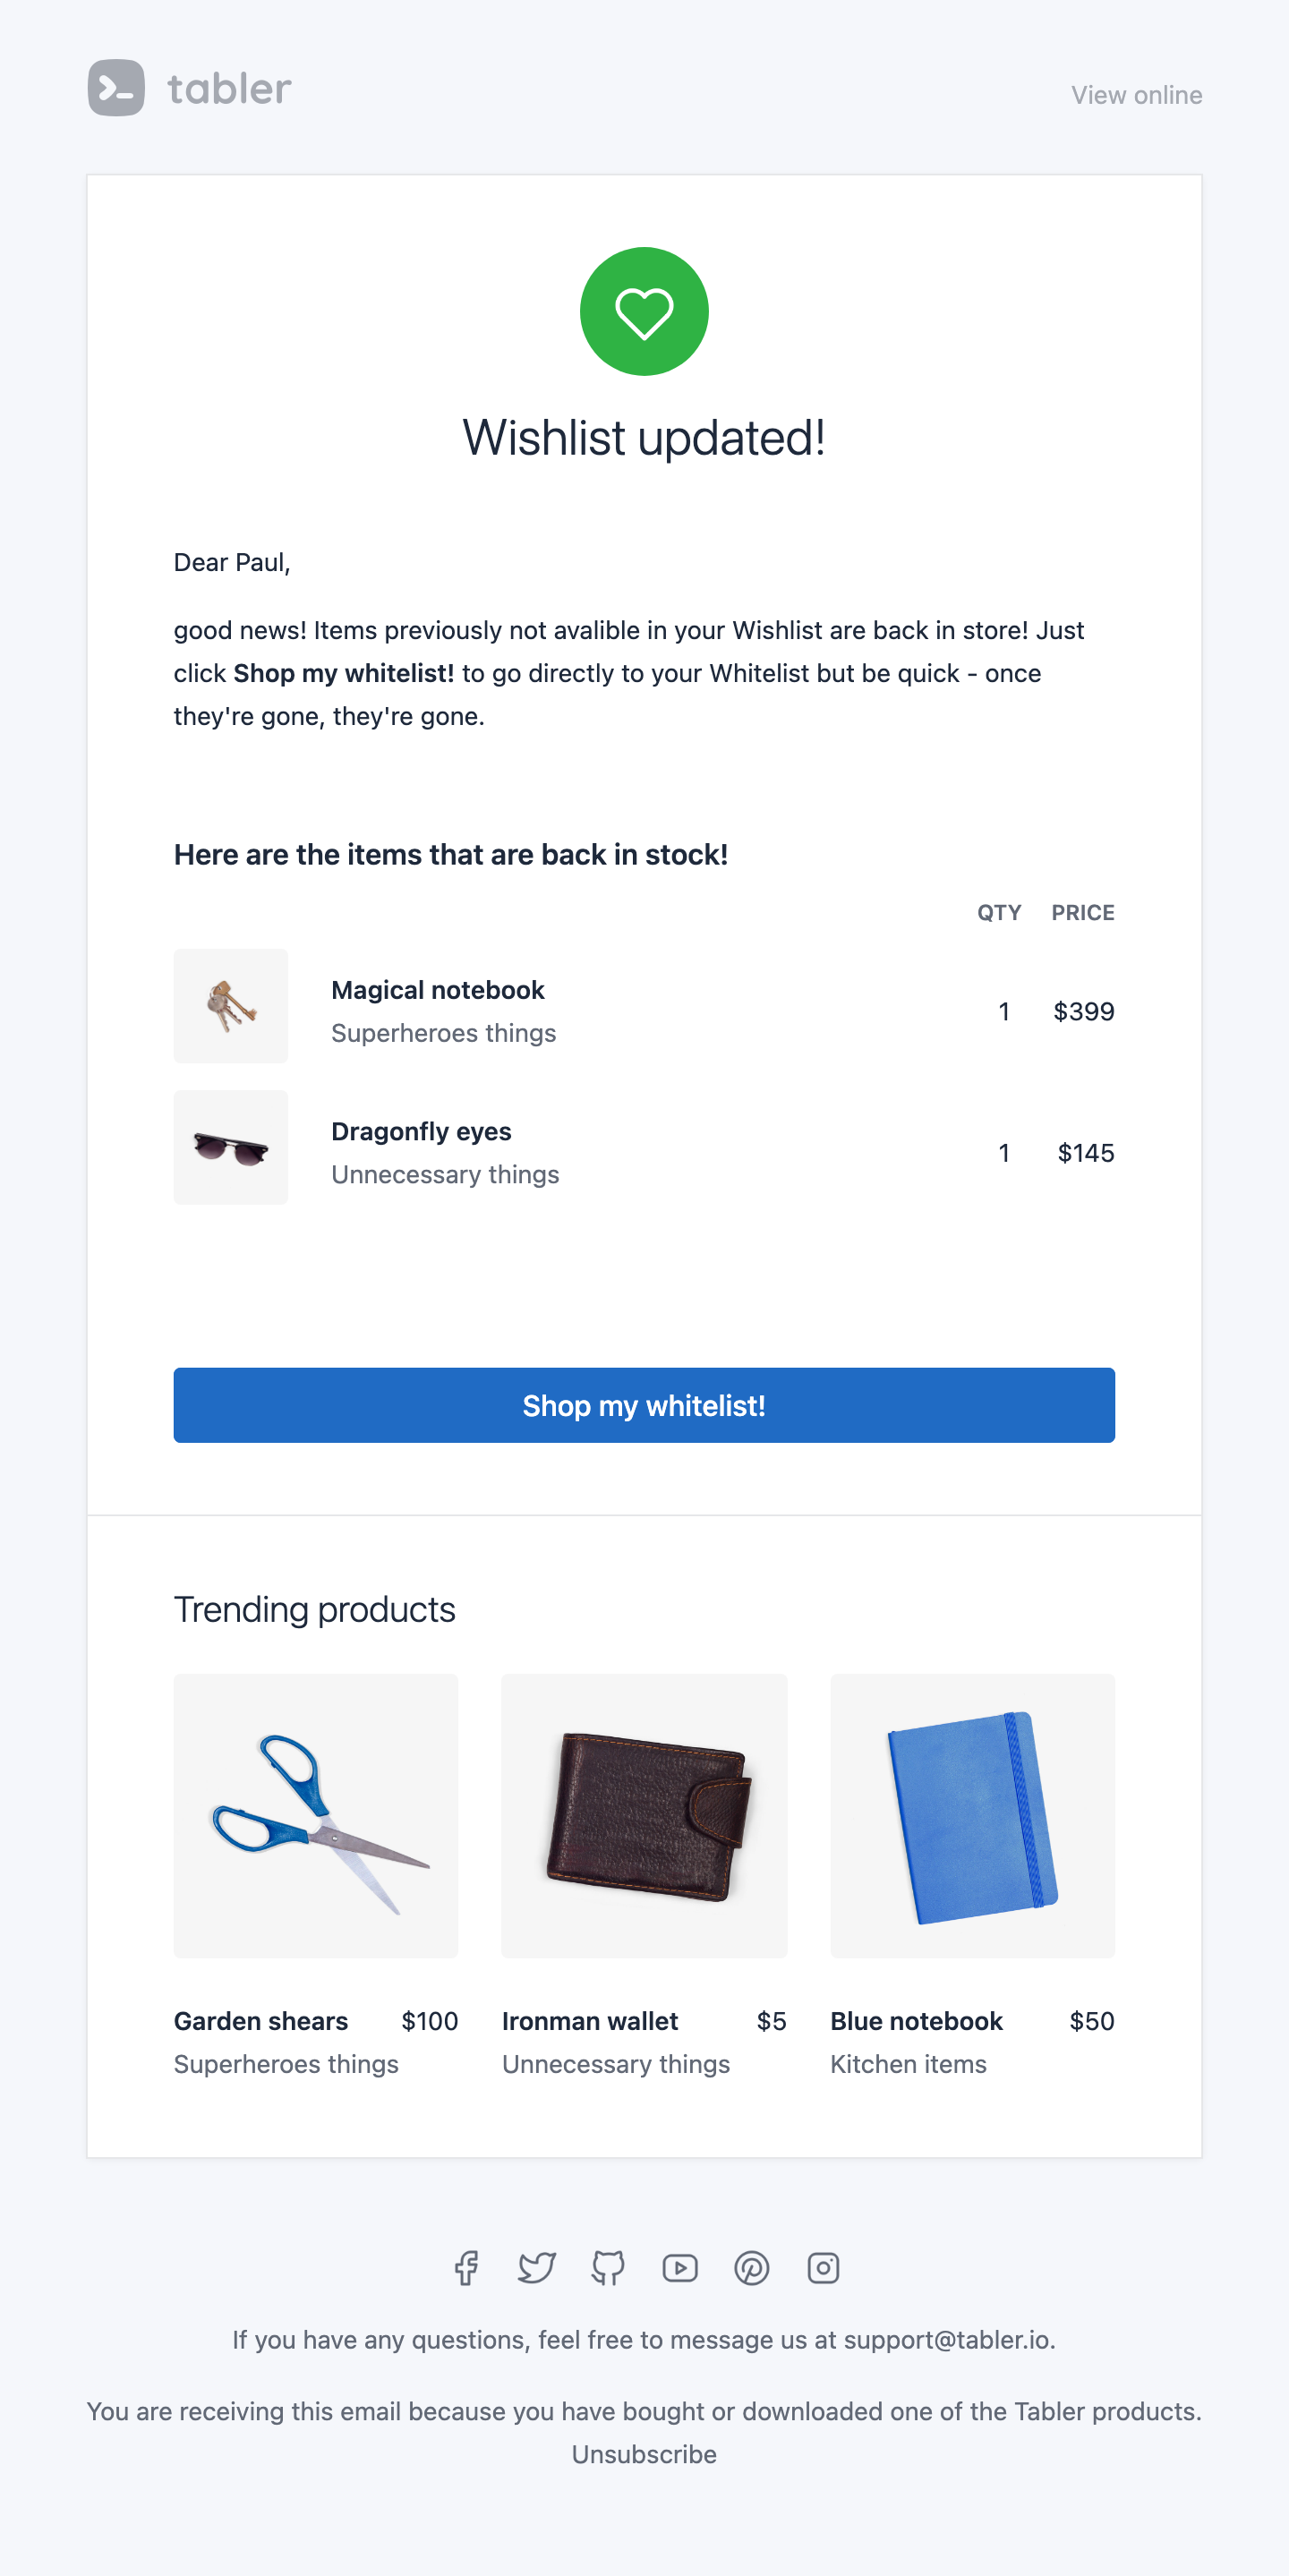 tabler
View online
Wishlist updated!
Dear Paul,
good news! Items previously not avalible in your Wishlist are back in store! Just
click Shop my whitelist! to go directly to your Whitelist but be quick - once
they're gone, they're gone.
Here are the items that are back in stock!
QTY PRICE
Magical notebook
Superheroes things
1 $399
Dragonfly eyes
Unnecessary things
1 $145
Shop my whitelist!
Trending products
Garden shears $100
Superheroes things
Ironman wallet $5
Unnecessary things
Blue notebook $50
Kitchen items
If you have any questions, feel free to message us at support@tabler.io.
You are receiving this email because you have bought or downloaded one of the Tabler products.
Unsubscribe